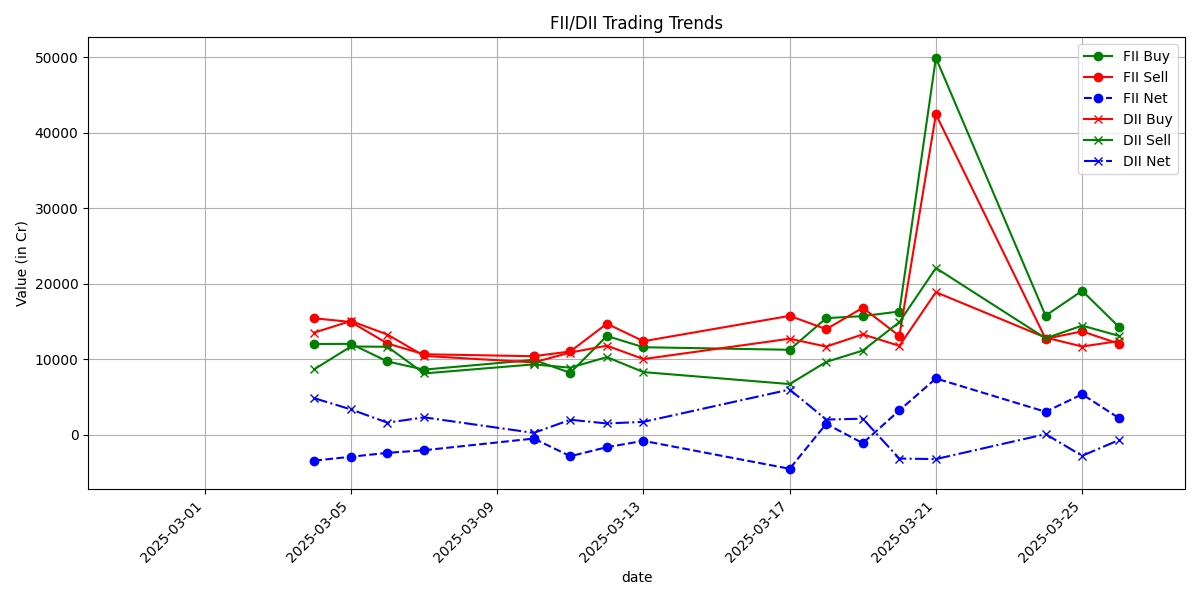 FII/DII Trading Trends
FII Buy
FII Sell
FII Net
DII Buy
DII Sell
DII Net
Value (in Cr)
50000
40000
30000
20000
10000
0
2025-03-01
2025-03-05
2025-03-09
2025-03-13
2025-03-17
2025-03-21
2025-03-25
date